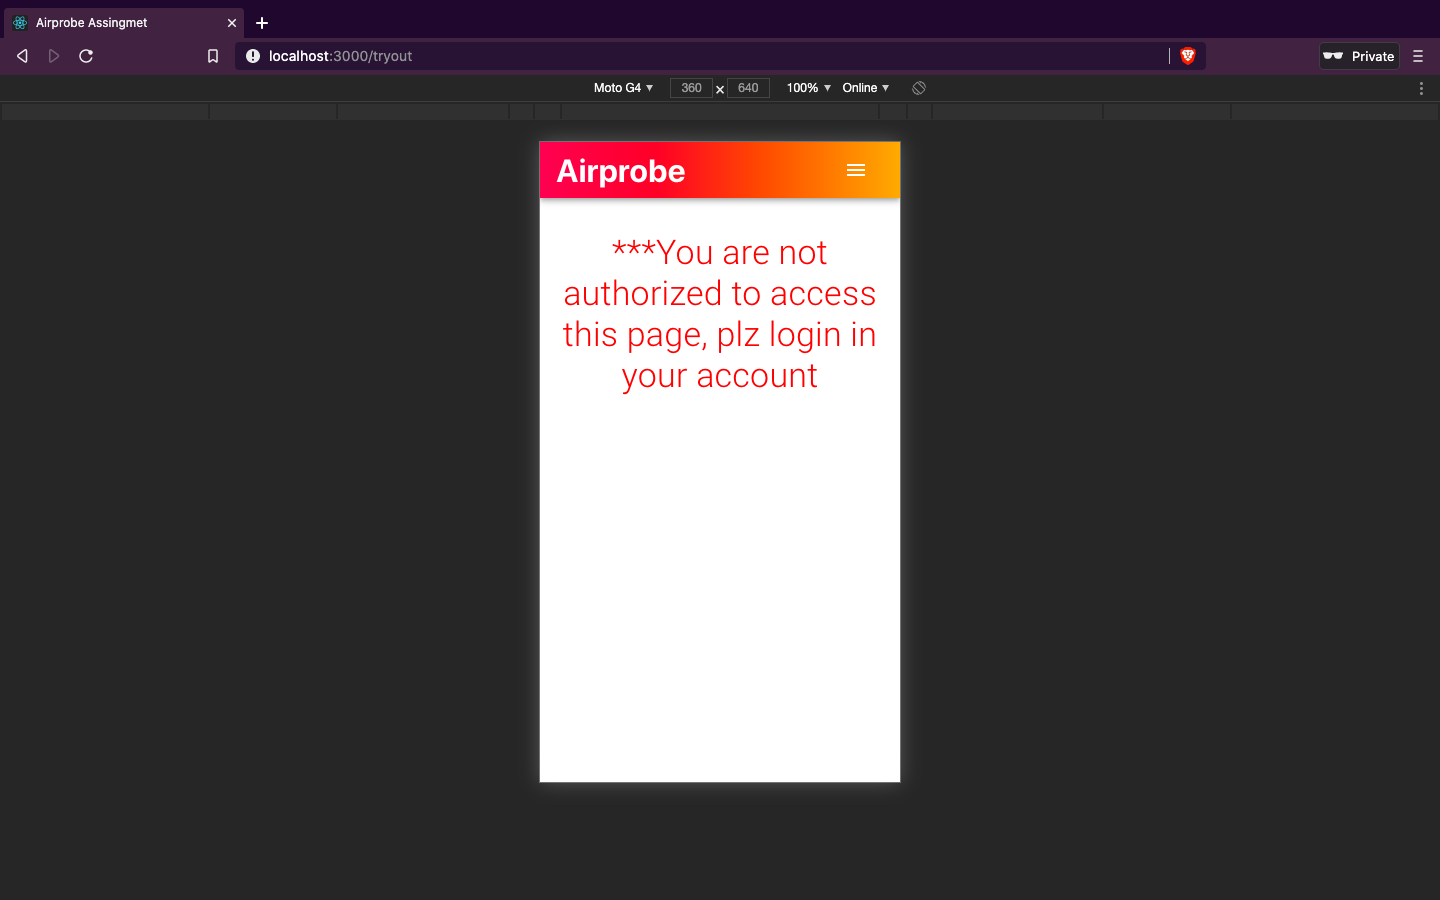 Airprobe Assingmet
localhost:3000/tryout
Private
Moto G4 ▼ 360 × 640 100% ▼ Online ▼
Airprobe
***You are not
authorized to access
this page, plz login in
your account